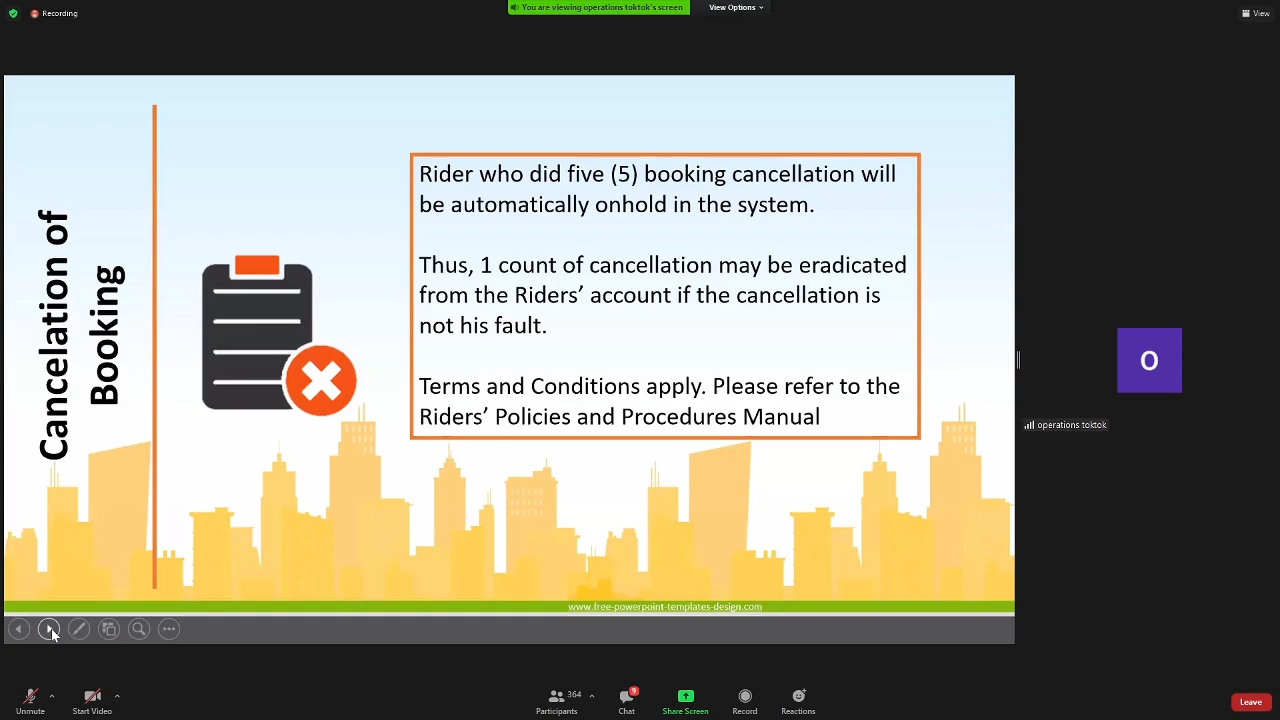 Recording
You are viewing operations toktok's screen
View Options
View
Cancelation of
Booking
Rider who did five (5) booking cancellation will
be automatically onhold in the system.
Thus, 1 count of cancellation may be eradicated
from the Riders’ account if the cancellation is
not his fault.
Terms and Conditions apply. Please refer to the
Riders’ Policies and Procedures Manual
www.free-powerpoint-templates-design.com
O
operations toktok
Unmute
Start Video
364
Participants
9
Chat
Share Screen
Record
Reactions
Leave